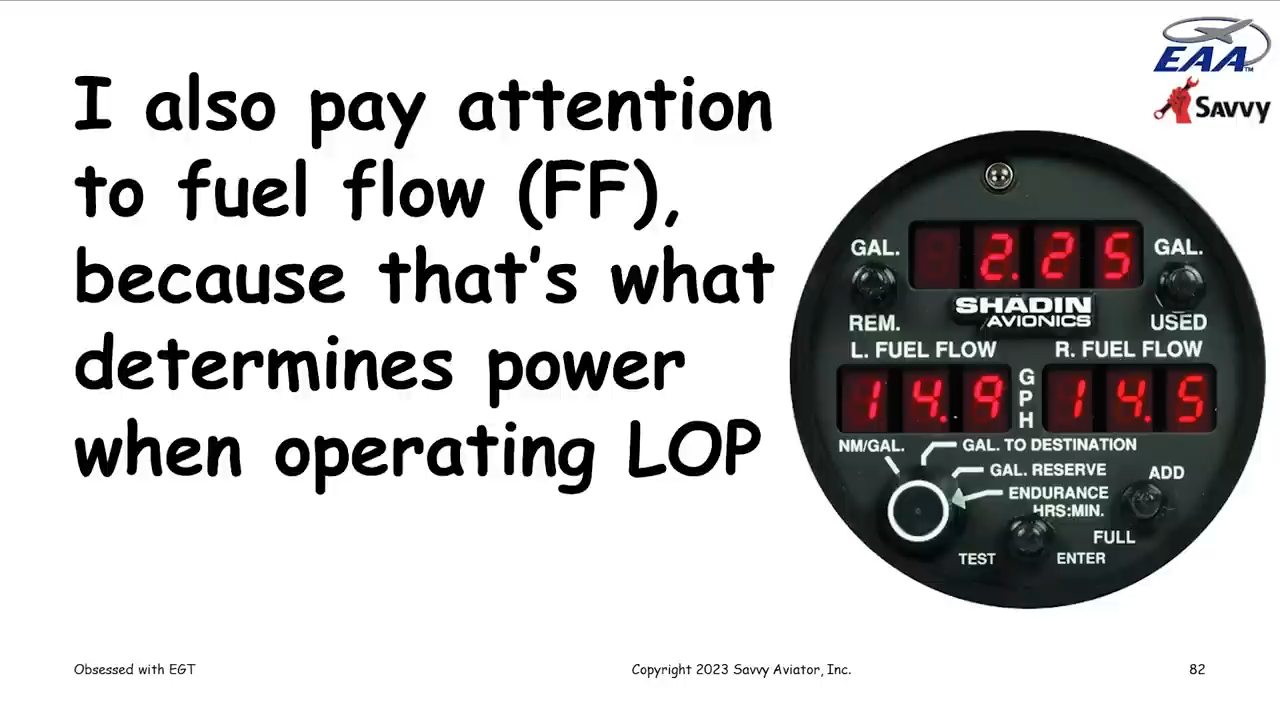 I also pay attention
to fuel flow (FF),
because that's what
determines power
when operating LOP
EAA™
Savvy
GAL.
REM.
2.25
GAL.
USED
SHADIN
AVIONICS
L. FUEL FLOW
R. FUEL FLOW
14.9
GPH
14.5
NM/GAL.
GAL. TO DESTINATION
GAL. RESERVE
ENDURANCE
HRS:MIN.
ADD
FULL
TEST
ENTER
Obsessed with EGT
Copyright 2023 Savvy Aviator, Inc.
82